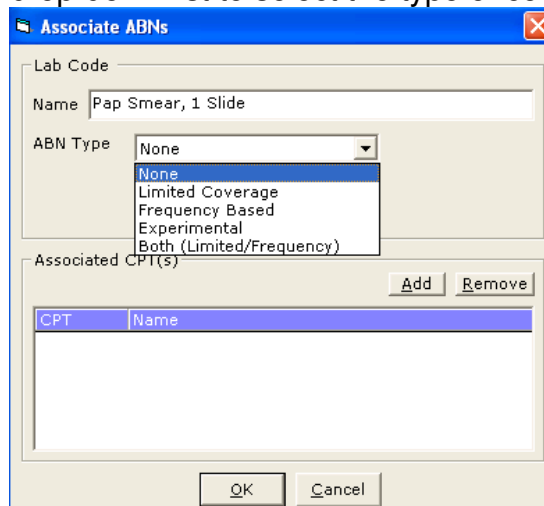 Associate ABNs
Lab Code
Name Pap Smear, 1 Slide
ABN Type None
None
Limited Coverage
Frequency Based
Experimental
Both (Limited/Frequency)
Associated CPT(s)
Add Remove
CPT Name
OK Cancel